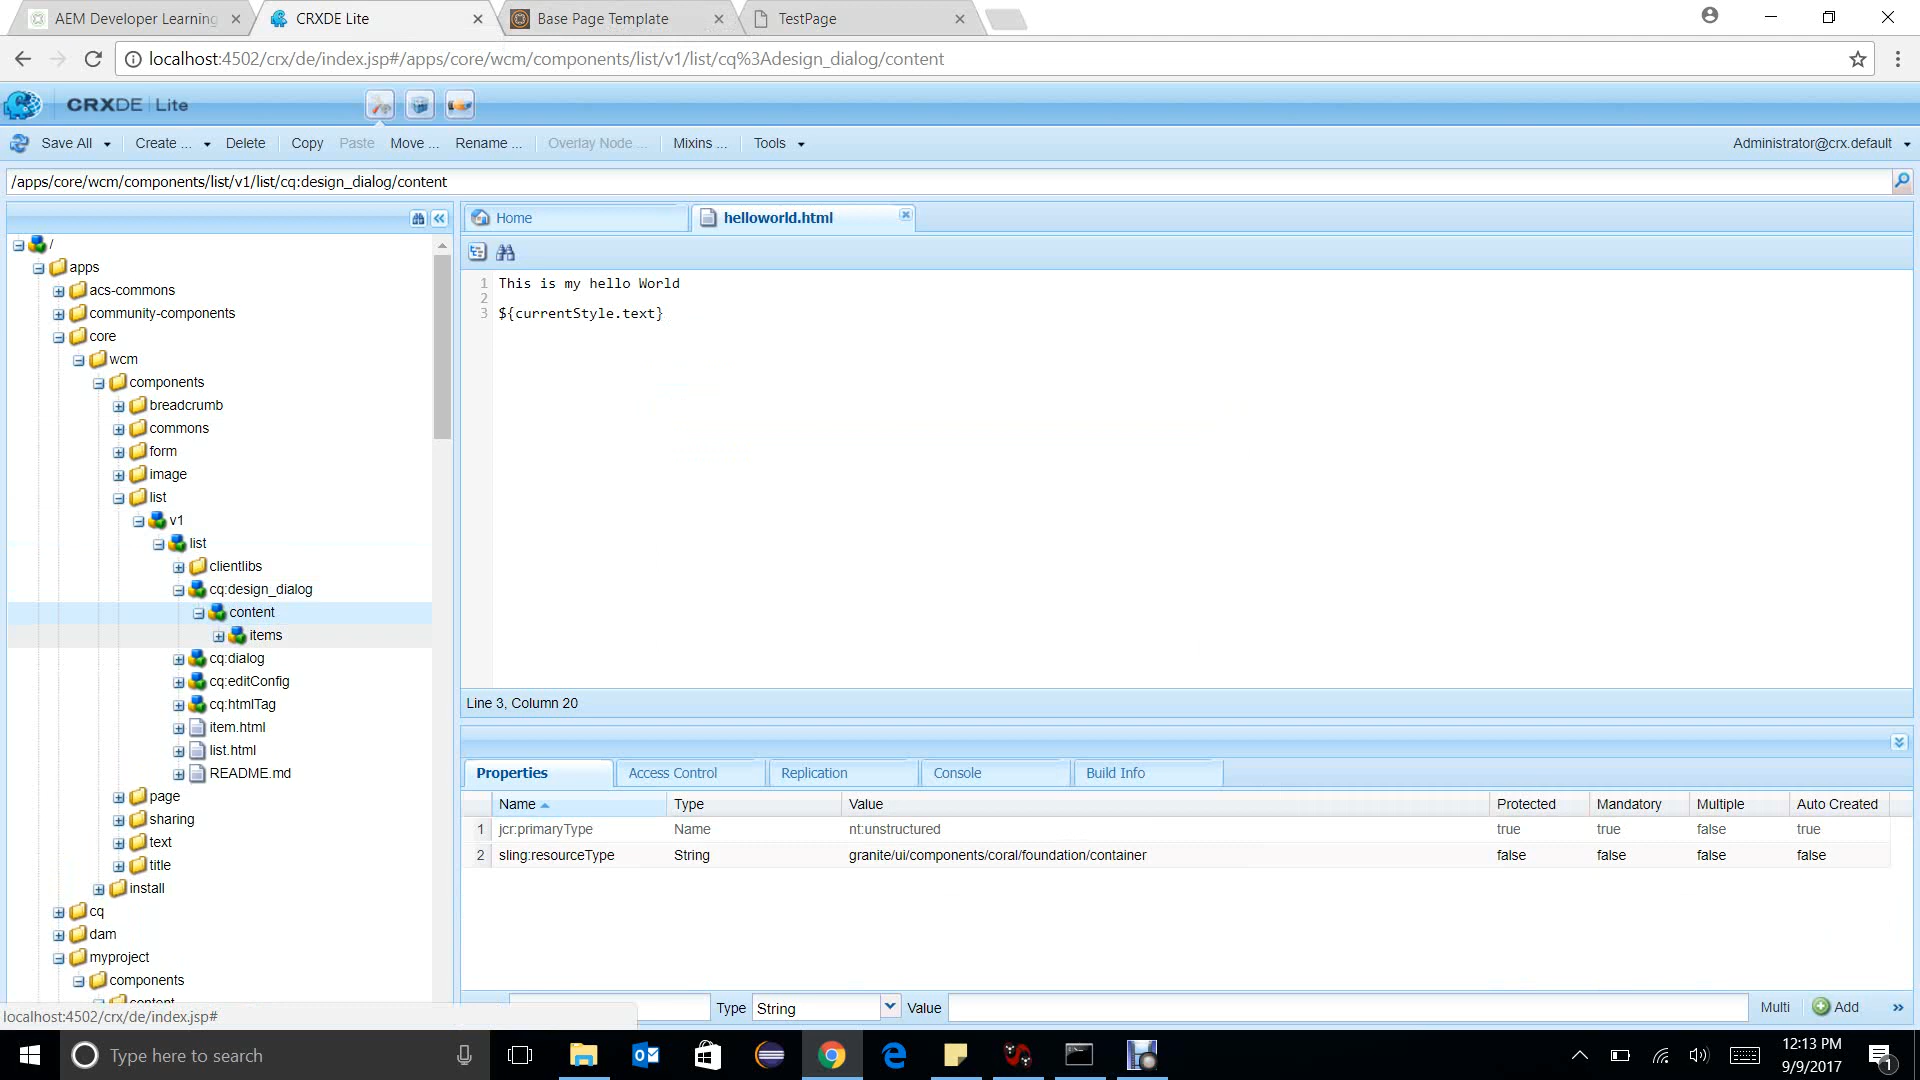 AEM Developer Learning
CRXDE Lite
Base Page Template
TestPage
localhost:4502/crx/de/index.jsp#/apps/core/wcm/components/list/v1/list/cq%3Adesign_dialog/content
CRXDE | Lite
Save All
Create ...
Delete
Copy
Paste
Move ...
Rename ...
Overlay Node ...
Mixins ...
Tools
Administrator@crx.default
/apps/core/wcm/components/list/v1/list/cq:design_dialog/content
Home
helloworld.html
/
apps
acs-commons
community-components
core
wcm
components
breadcrumb
commons
form
image
list
v1
list
clientlibs
cq:design_dialog
content
items
cq:dialog
cq:editConfig
cq:htmlTag
item.html
list.html
README.md
page
sharing
text
title
install
cq
dam
myproject
components
content
localhost:4502/crx/de/index.jsp#
1 This is my hello World
2
3 ${currentStyle.text}
Line 3, Column 20
Properties
Access Control
Replication
Console
Build Info
Name Type Value Protected Mandatory Multiple Auto Created
1 jcr:primaryType Name nt:unstructured true true false true
2 sling:resourceType String granite/ui/components/coral/foundation/container false false false false
Type String Value Multi Add
Type here to search
12:13 PM
9/9/2017
1